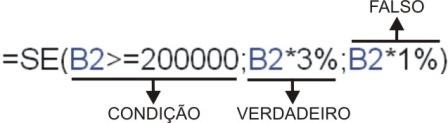 FALSO
=SE(B2>=200000;B2*3%;B2*1%)
CONDIÇÃO VERDADEIRO